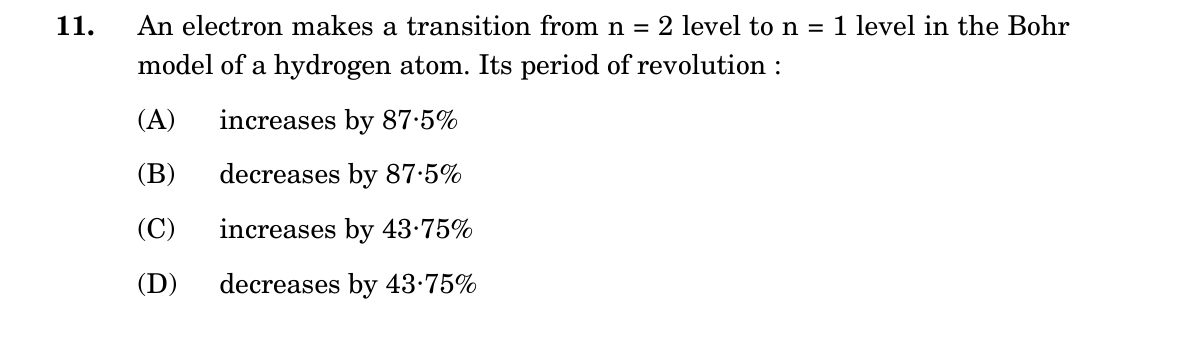 11. An electron makes a transition from n = 2 level to n = 1 level in the Bohr
model of a hydrogen atom. Its period of revolution :
(A) increases by 87·5%
(B) decreases by 87·5%
(C) increases by 43·75%
(D) decreases by 43·75%